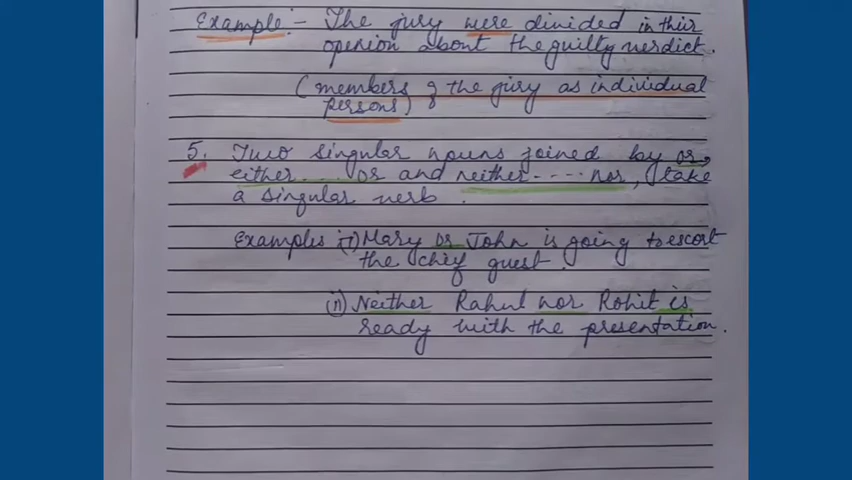 Example:- The jury were divided in their
openion about the guilty verdict.
(members of the jury as individual
persons)
5. Two singular nouns joined by or,
either.....or and neither.....nor, take
a singular verb.
Examples:-(i) Mary or John is going to escort
the chief guest.
(ii) Neither Rahul nor Rohit is
ready with the presentation.